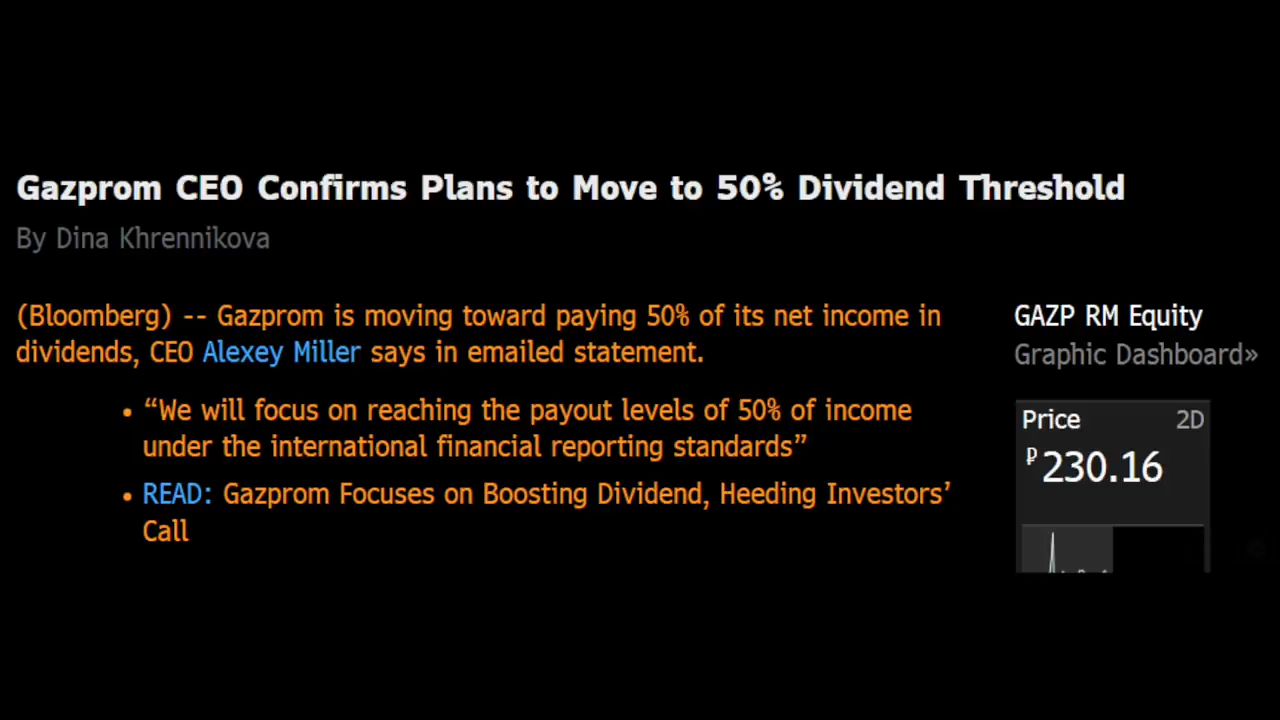 Gazprom CEO Confirms Plans to Move to 50% Dividend Threshold
By Dina Khrennikova
(Bloomberg) -- Gazprom is moving toward paying 50% of its net income in
dividends, CEO Alexey Miller says in emailed statement.
• “We will focus on reaching the payout levels of 50% of income
under the international financial reporting standards”
• READ: Gazprom Focuses on Boosting Dividend, Heeding Investors’
Call
GAZP RM Equity
Graphic Dashboard»
Price 2D
₽230.16